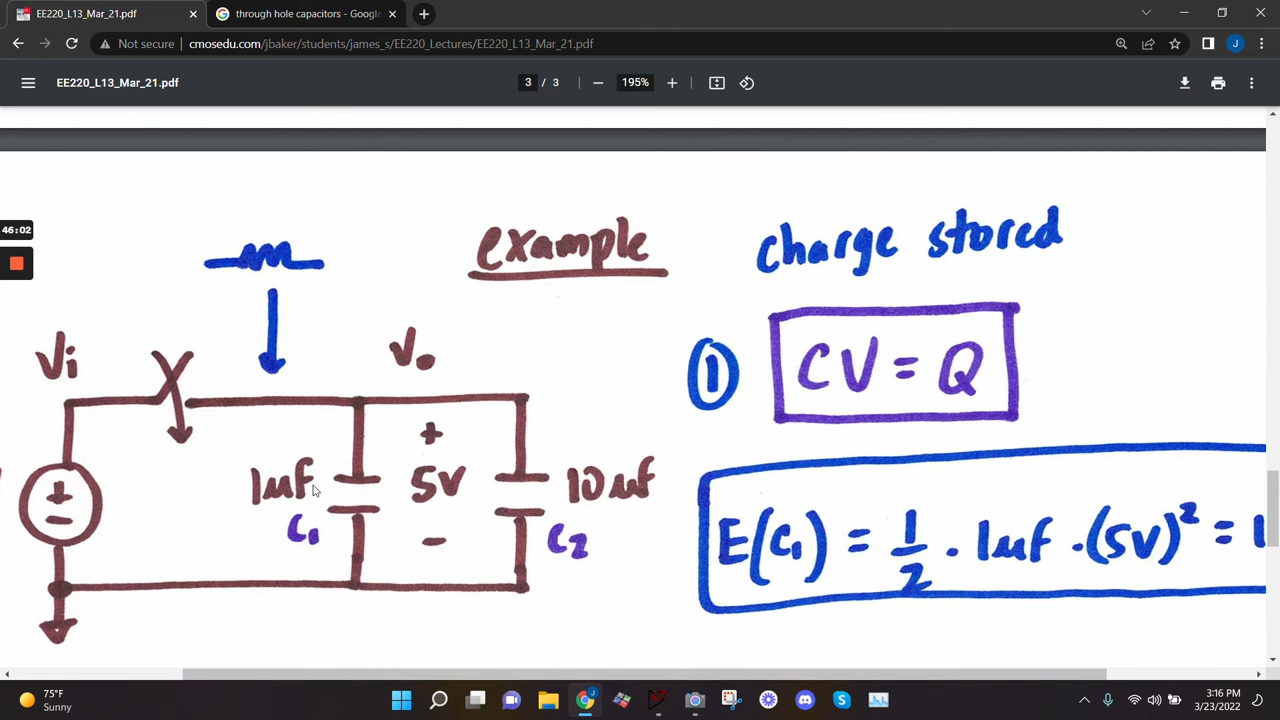 EE220_L13_Mar_21.pdf
through hole capacitors - Google
Not secure
cmosedu.com/jbaker/students/james_s/EE220_Lectures/EE220_L13_Mar_21.pdf
J
EE220_L13_Mar_21.pdf
3 / 3
195%
46:02
m
example
charge stored
Vi
Vo
① CV = Q
1uf
+
5V
-
10uf
C1
C2
+
-
E(C1) = 1/2 · 1uf · (5V)² = 1
75°F
Sunny
3:16 PM
3/23/2022